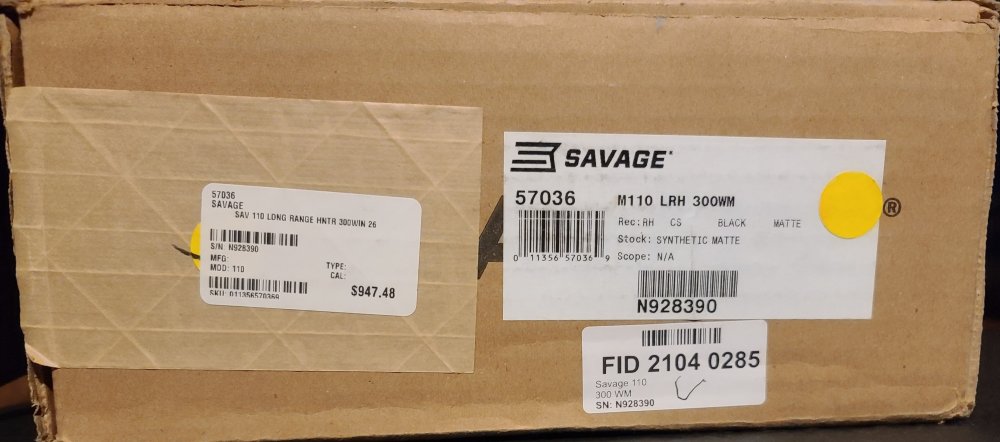 57036
SAVAGE
SAV 110 LONG RANGE HNTR 300WIN 26
S/N N928390
MFG:
MOD: 110
TYPE:
CAL:
$947.48
SKU: 011356570369
SAVAGE
57036
M110 LRH 300WM
Rec: RH CS BLACK MATTE
Stock: SYNTHETIC MATTE
0 11356 57036 9
Scope: N/A
N928390
®
FID 2104 0285
Savage 110
300 WM
SN: N928390